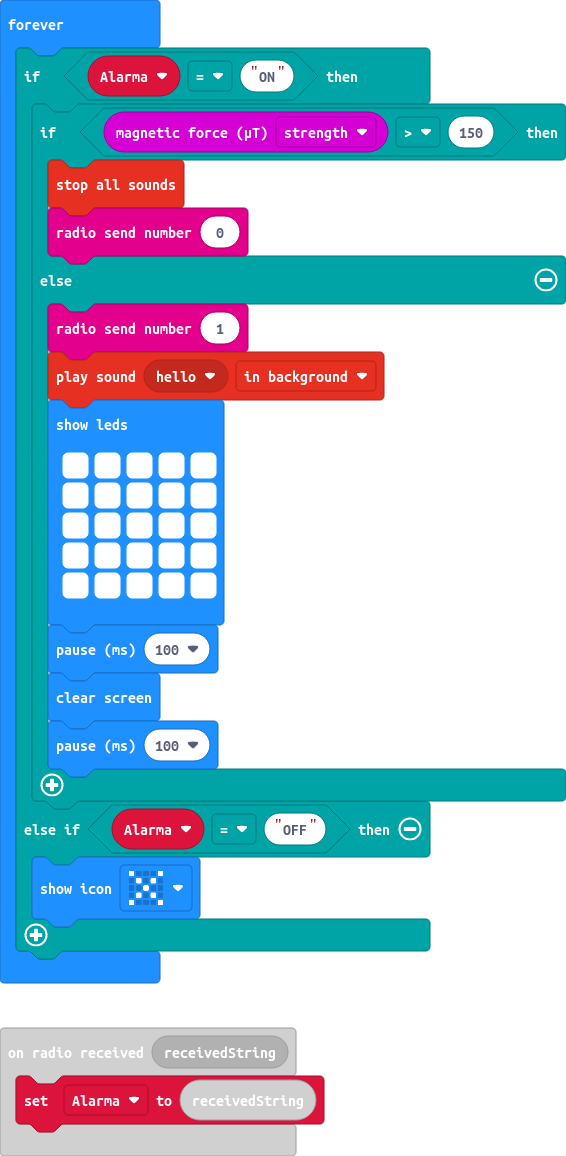 forever
if Alarma = "ON" then
if magnetic force (µT) strength > 150 then
stop all sounds
radio send number 0
else
radio send number 1
play sound hello in background
show leds
pause (ms) 100
clear screen
pause (ms) 100
else if Alarma = "OFF" then
show icon
on radio received receivedString
set Alarma to receivedString